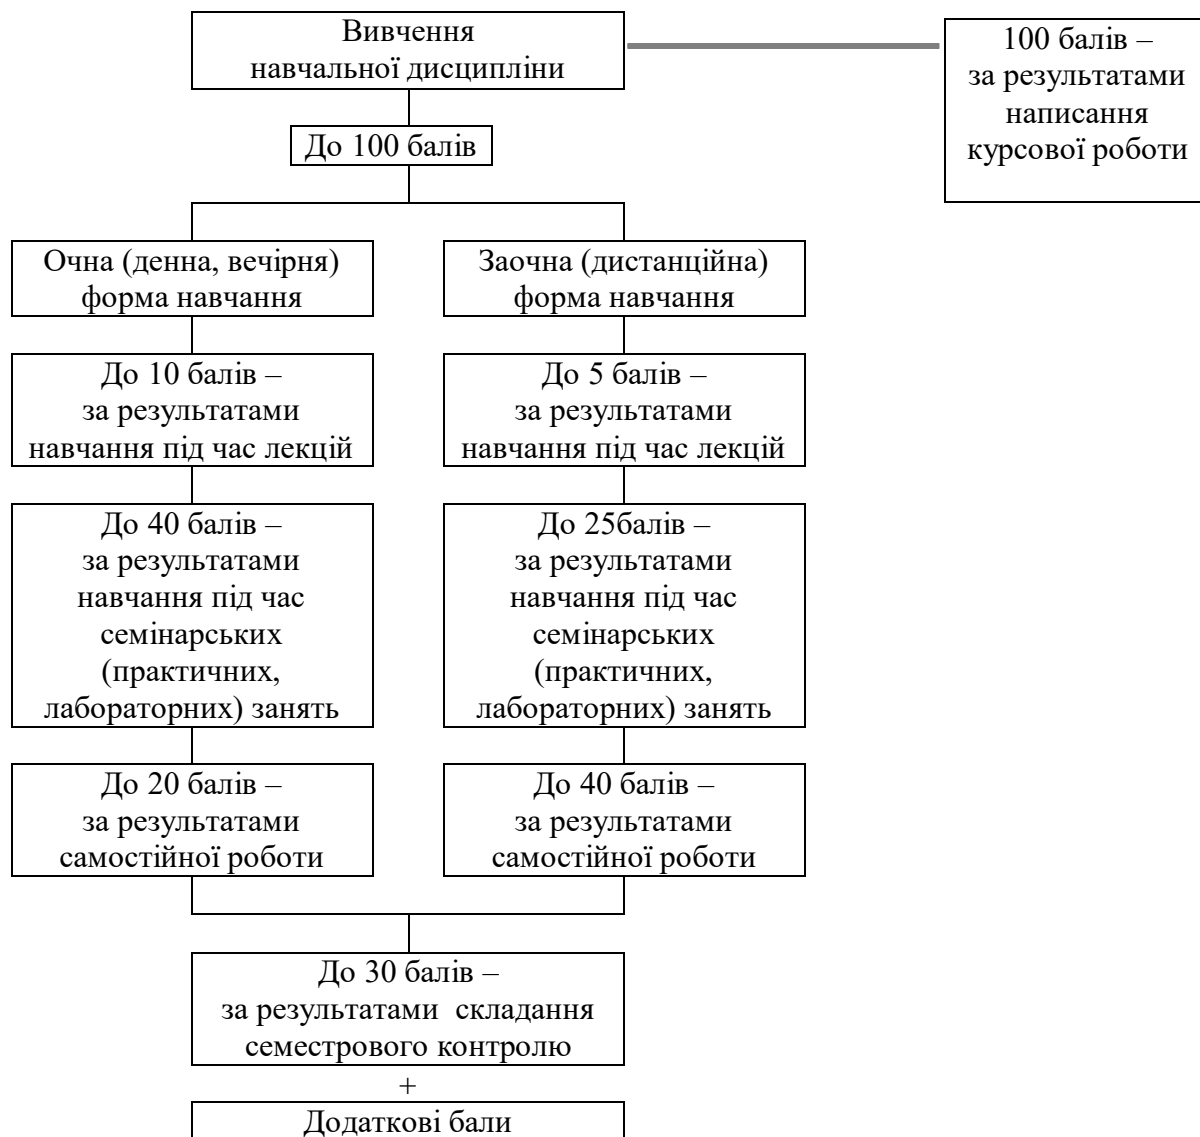 Вивчення
навчальної дисципліни
100 балів –
за результатами
написання
курсової роботи
До 100 балів
Очна (денна, вечірня)
форма навчання
Заочна (дистанційна)
форма навчання
До 10 балів –
за результатами
навчання під час лекцій
До 5 балів –
за результатами
навчання під час лекцій
До 40 балів –
за результатами
навчання під час
семінарських
(практичних,
лабораторних) занять
До 25балів –
за результатами
навчання під час
семінарських
(практичних,
лабораторних) занять
До 20 балів –
за результатами
самостійної роботи
До 40 балів –
за результатами
самостійної роботи
До 30 балів –
за результатами  складання
семестрового контролю
+
Додаткові бали